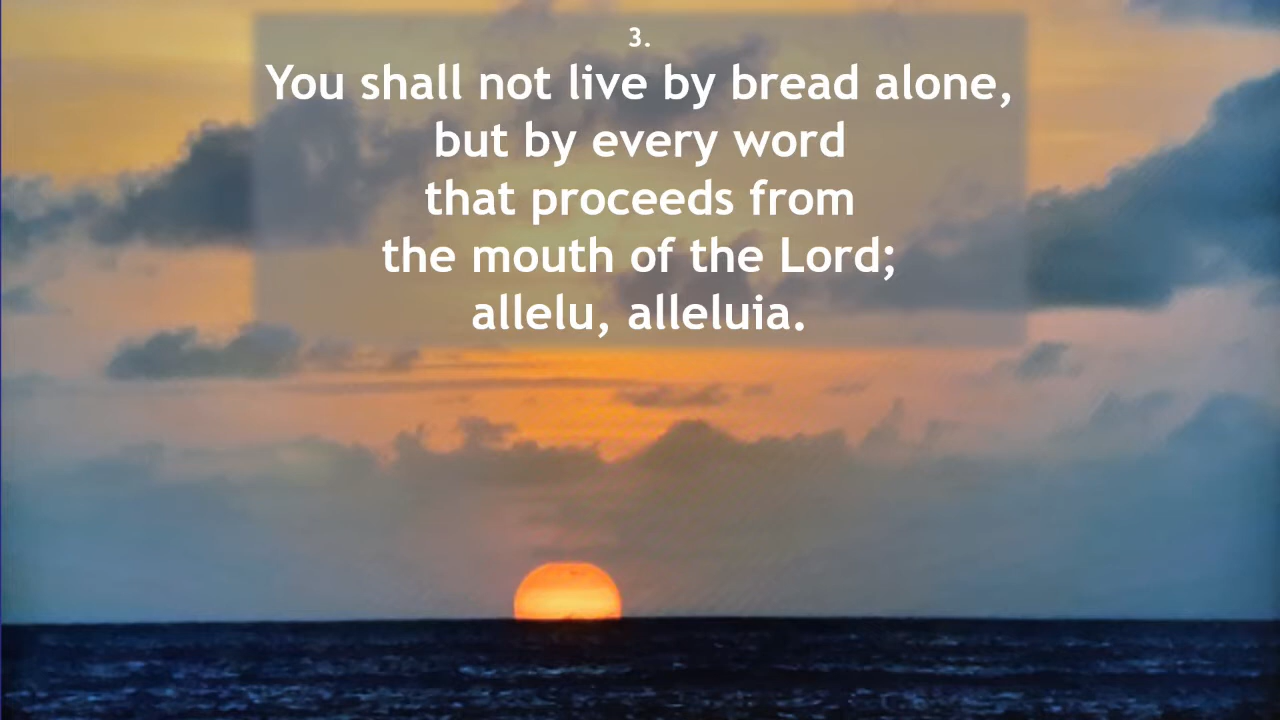 3.
You shall not live by bread alone,
but by every word
that proceeds from
the mouth of the Lord;
allelu, alleluia.